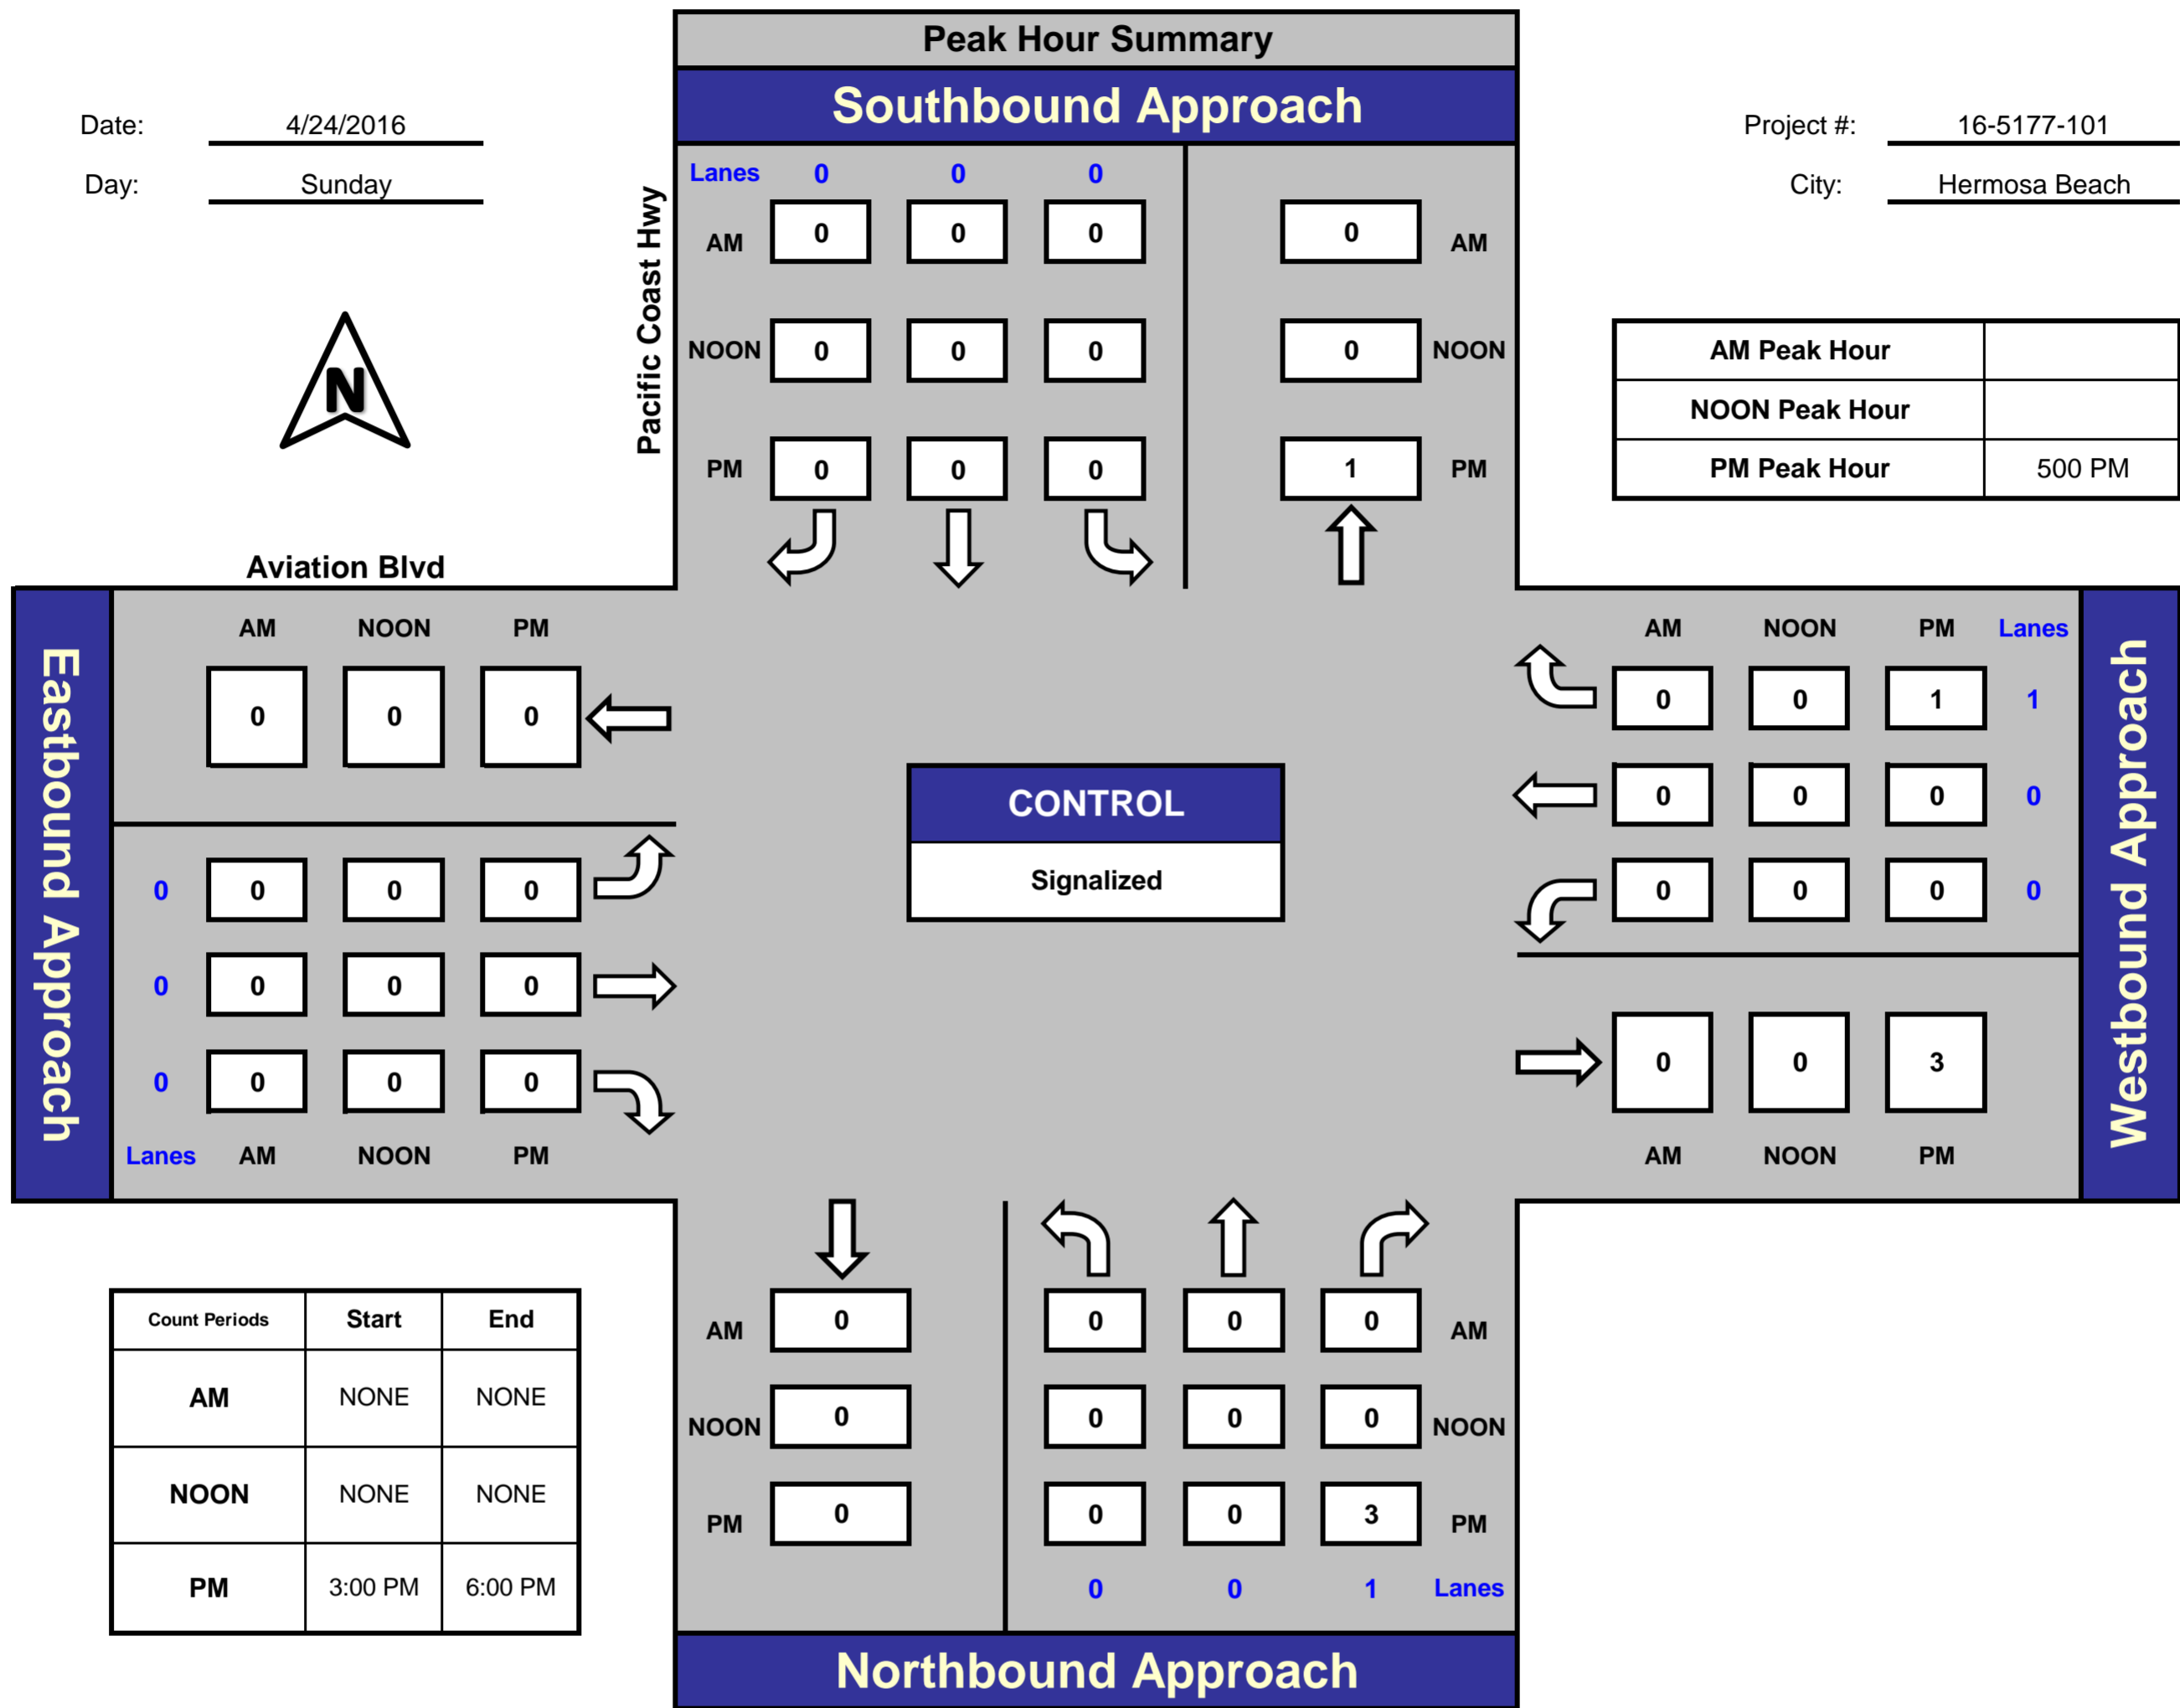 Peak Hour Summary
Southbound Approach
Date: 4/24/2016
Project #: 16-5177-101
Day: Sunday
City: Hermosa Beach
Pacific Coast Hwy
Lanes 0 0 0
AM 0 0 0 0 AM
NOON 0 0 0 0 NOON
PM 0 0 0 1 PM
N
AM Peak Hour
NOON Peak Hour
PM Peak Hour 500 PM
Aviation Blvd
Eastbound Approach
AM NOON PM
0 0 0
0 0 0 0
0 0 0 0
0 0 0 0
Lanes AM NOON PM
CONTROL
Signalized
AM NOON PM Lanes
0 0 1 1
0 0 0 0
0 0 0 0
0 0 3
AM NOON PM
Westbound Approach
Count Periods Start End
AM NONE NONE
NOON NONE NONE
PM 3:00 PM 6:00 PM
AM 0 0 0 0 AM
NOON 0 0 0 0 NOON
PM 0 0 0 3 PM
0 0 1 Lanes
Northbound Approach